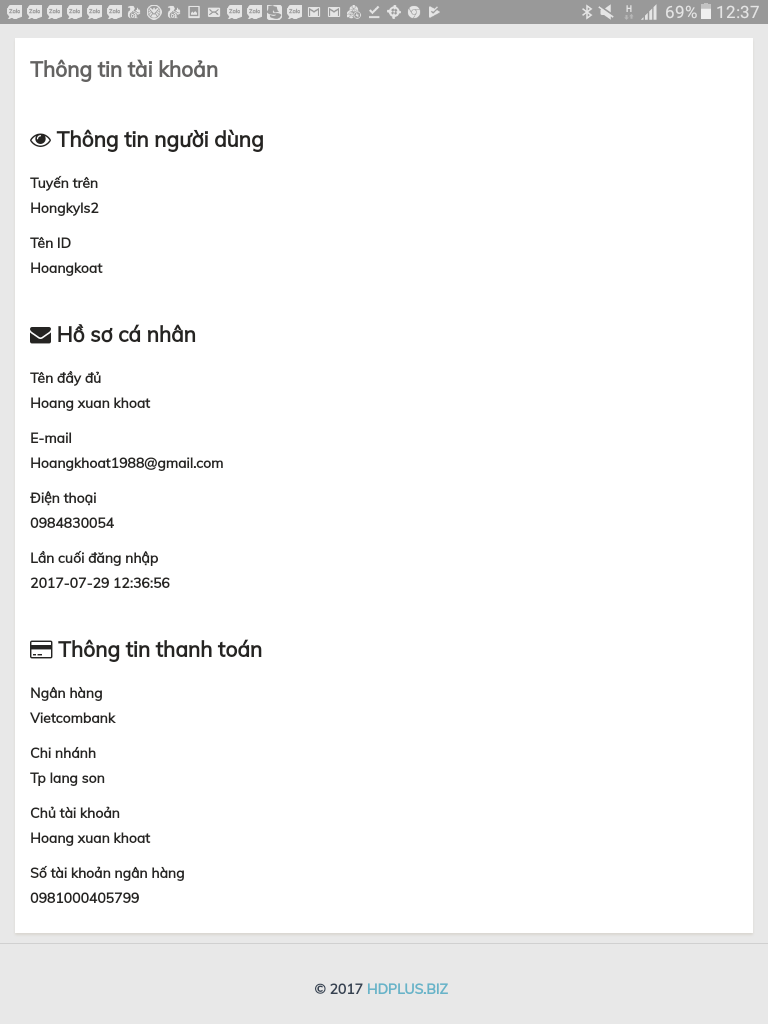 69% 12:37
Thông tin tài khoản
Thông tin người dùng
Tuyến trên
Hongkyls2
Tên ID
Hoangkoat
Hồ sơ cá nhân
Tên đầy đủ
Hoang xuan khoat
E-mail
Hoangkhoat1988@gmail.com
Điện thoại
0984830054
Lần cuối đăng nhập
2017-07-29 12:36:56
Thông tin thanh toán
Ngân hàng
Vietcombank
Chi nhánh
Tp lang son
Chủ tài khoản
Hoang xuan khoat
Số tài khoản ngân hàng
0981000405799
© 2017 HDPLUS.BIZ